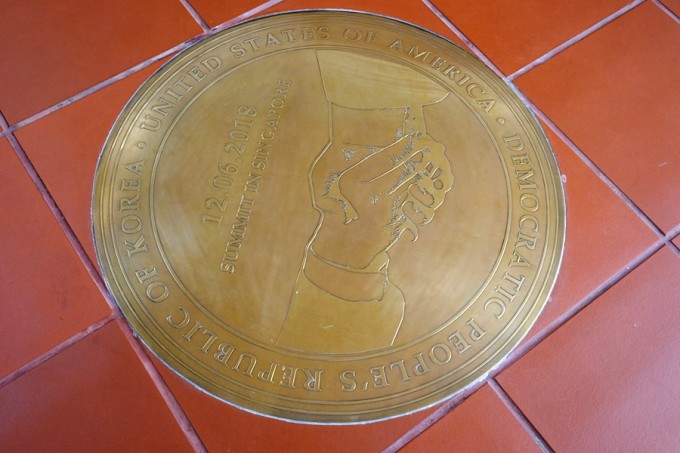 · UNITED STATES OF AMERICA · DEMOCRATIC PEOPLE'S REPUBLIC OF KOREA
12.06.2018
SUMMIT IN SINGAPORE